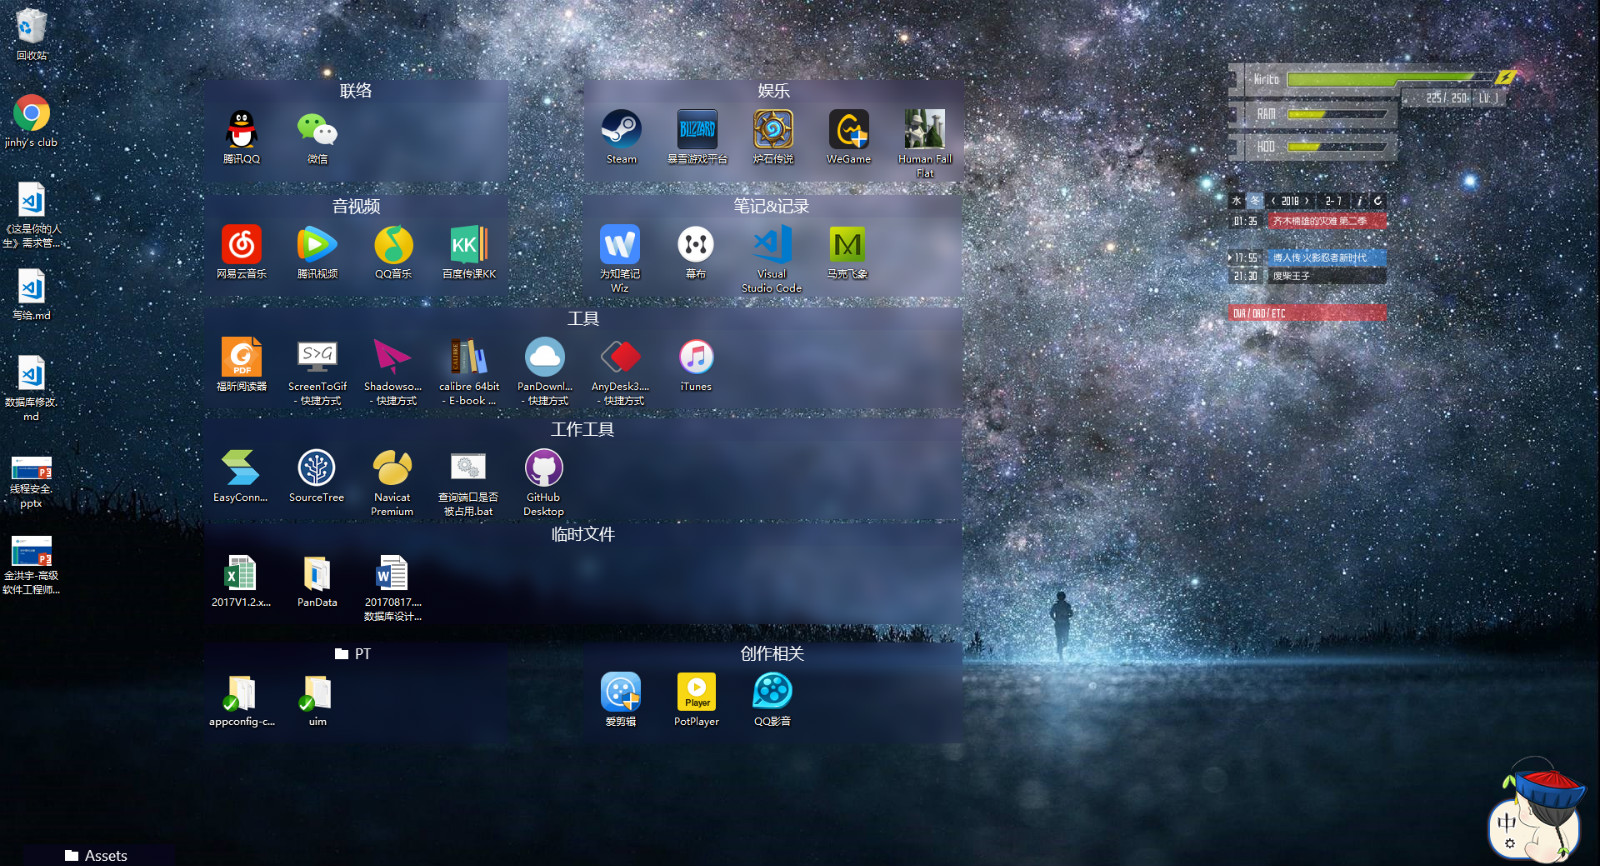 回收站
jinhy's club
《这是你的人
生》需求管...
写给.md
数据库修改.
md
线程安全.
pptx
金洪宇-高级
软件工程师...
联络
腾讯QQ
微信
娱乐
Steam
BLIZZARD
暴雪游戏平台
炉石传说
WeGame
Human Fall
Flat
音视频
网易云音乐
腾讯视频
QQ音乐
KK
百度传课KK
笔记&记录
为知笔记
Wiz
幕布
Visual
Studio Code
马克飞象
工具
PDF
福昕阅读器
S>G
ScreenToGif
- 快捷方式
Shadowso...
- 快捷方式
CALIBRE
calibre 64bit
- E-book ...
PanDownl...
- 快捷方式
AnyDesk3....
- 快捷方式
iTunes
工作工具
EasyConn...
SourceTree
Navicat
Premium
查询端口是否
被占用.bat
GitHub
Desktop
临时文件
2017V1.2.x...
PanData
20170817....
数据库设计...
PT
appconfig-c...
uim
创作相关
爱剪辑
Player
PotPlayer
QQ影音
Assets
Kirito
225/ 250 LV: 1
RAM
HDD
水 冬 < 2018 > 2-7 i
01:35 齐木楠雄的灾难 第二季
17:55 博人传 火影忍者新时代
21:30 废柴王子
OVA/OAD/ETC
中